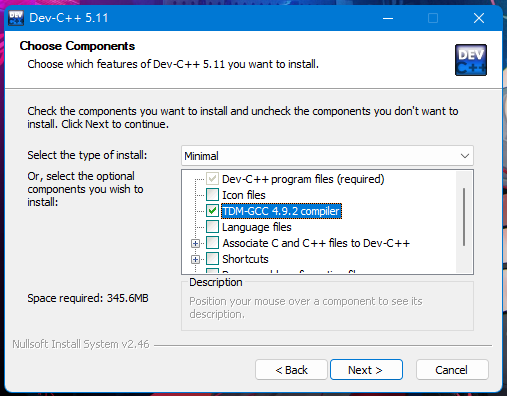 Dev-C++ 5.11
Choose Components
Choose which features of Dev-C++ 5.11 you want to install.
DEV
C++
Check the components you want to install and uncheck the components you don't want to
install. Click Next to continue.
Select the type of install:
Minimal
Or, select the optional
components you wish to
install:
Dev-C++ program files (required)
Icon files
TDM-GCC 4.9.2 compiler
Language files
Associate C and C++ files to Dev-C++
Shortcuts
Space required: 345.6MB
Description
Position your mouse over a component to see its
description.
Nullsoft Install System v2.46
< Back
Next >
Cancel